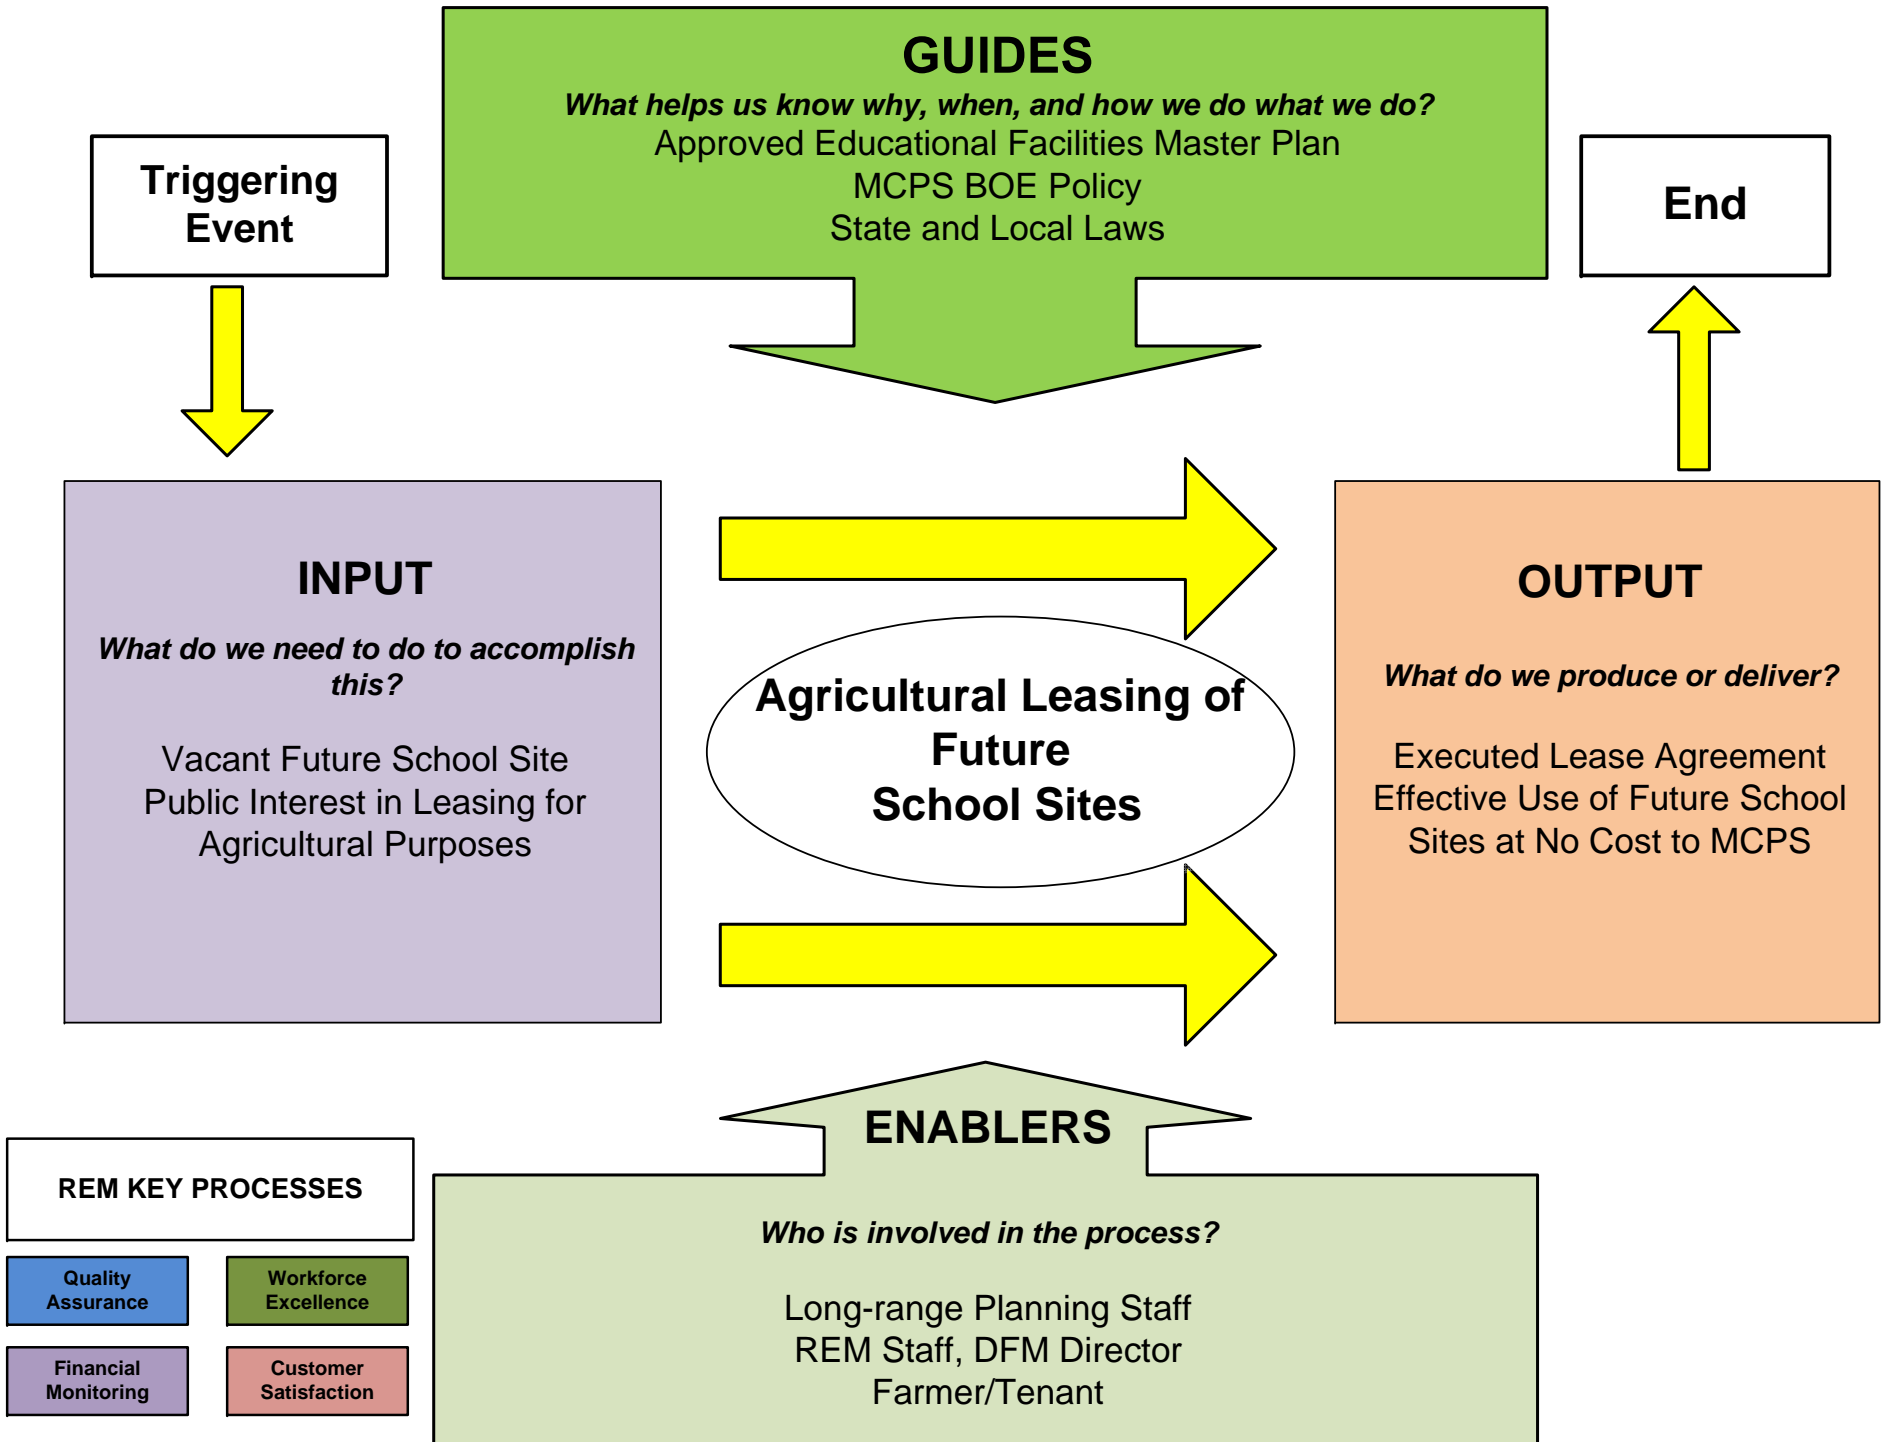 GUIDES
What helps us know why, when, and how we do what we do?
Approved Educational Facilities Master Plan
MCPS BOE Policy
State and Local Laws
Triggering
Event
End
INPUT
What do we need to do to accomplish
this?
Vacant Future School Site
Public Interest in Leasing for
Agricultural Purposes
Agricultural Leasing of
Future
School Sites
OUTPUT
What do we produce or deliver?
Executed Lease Agreement
Effective Use of Future School
Sites at No Cost to MCPS
ENABLERS
Who is involved in the process?
Long-range Planning Staff
REM Staff, DFM Director
Farmer/Tenant
REM KEY PROCESSES
Quality
Assurance
Workforce
Excellence
Financial
Monitoring
Customer
Satisfaction